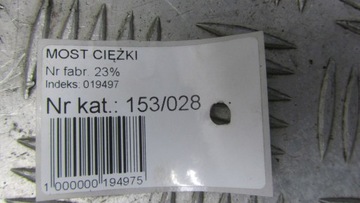 MOST CIĘŻKI
Nr fabr. 23%
Indeks. 019497
Nr kat.: 153/028
1 000000 194975